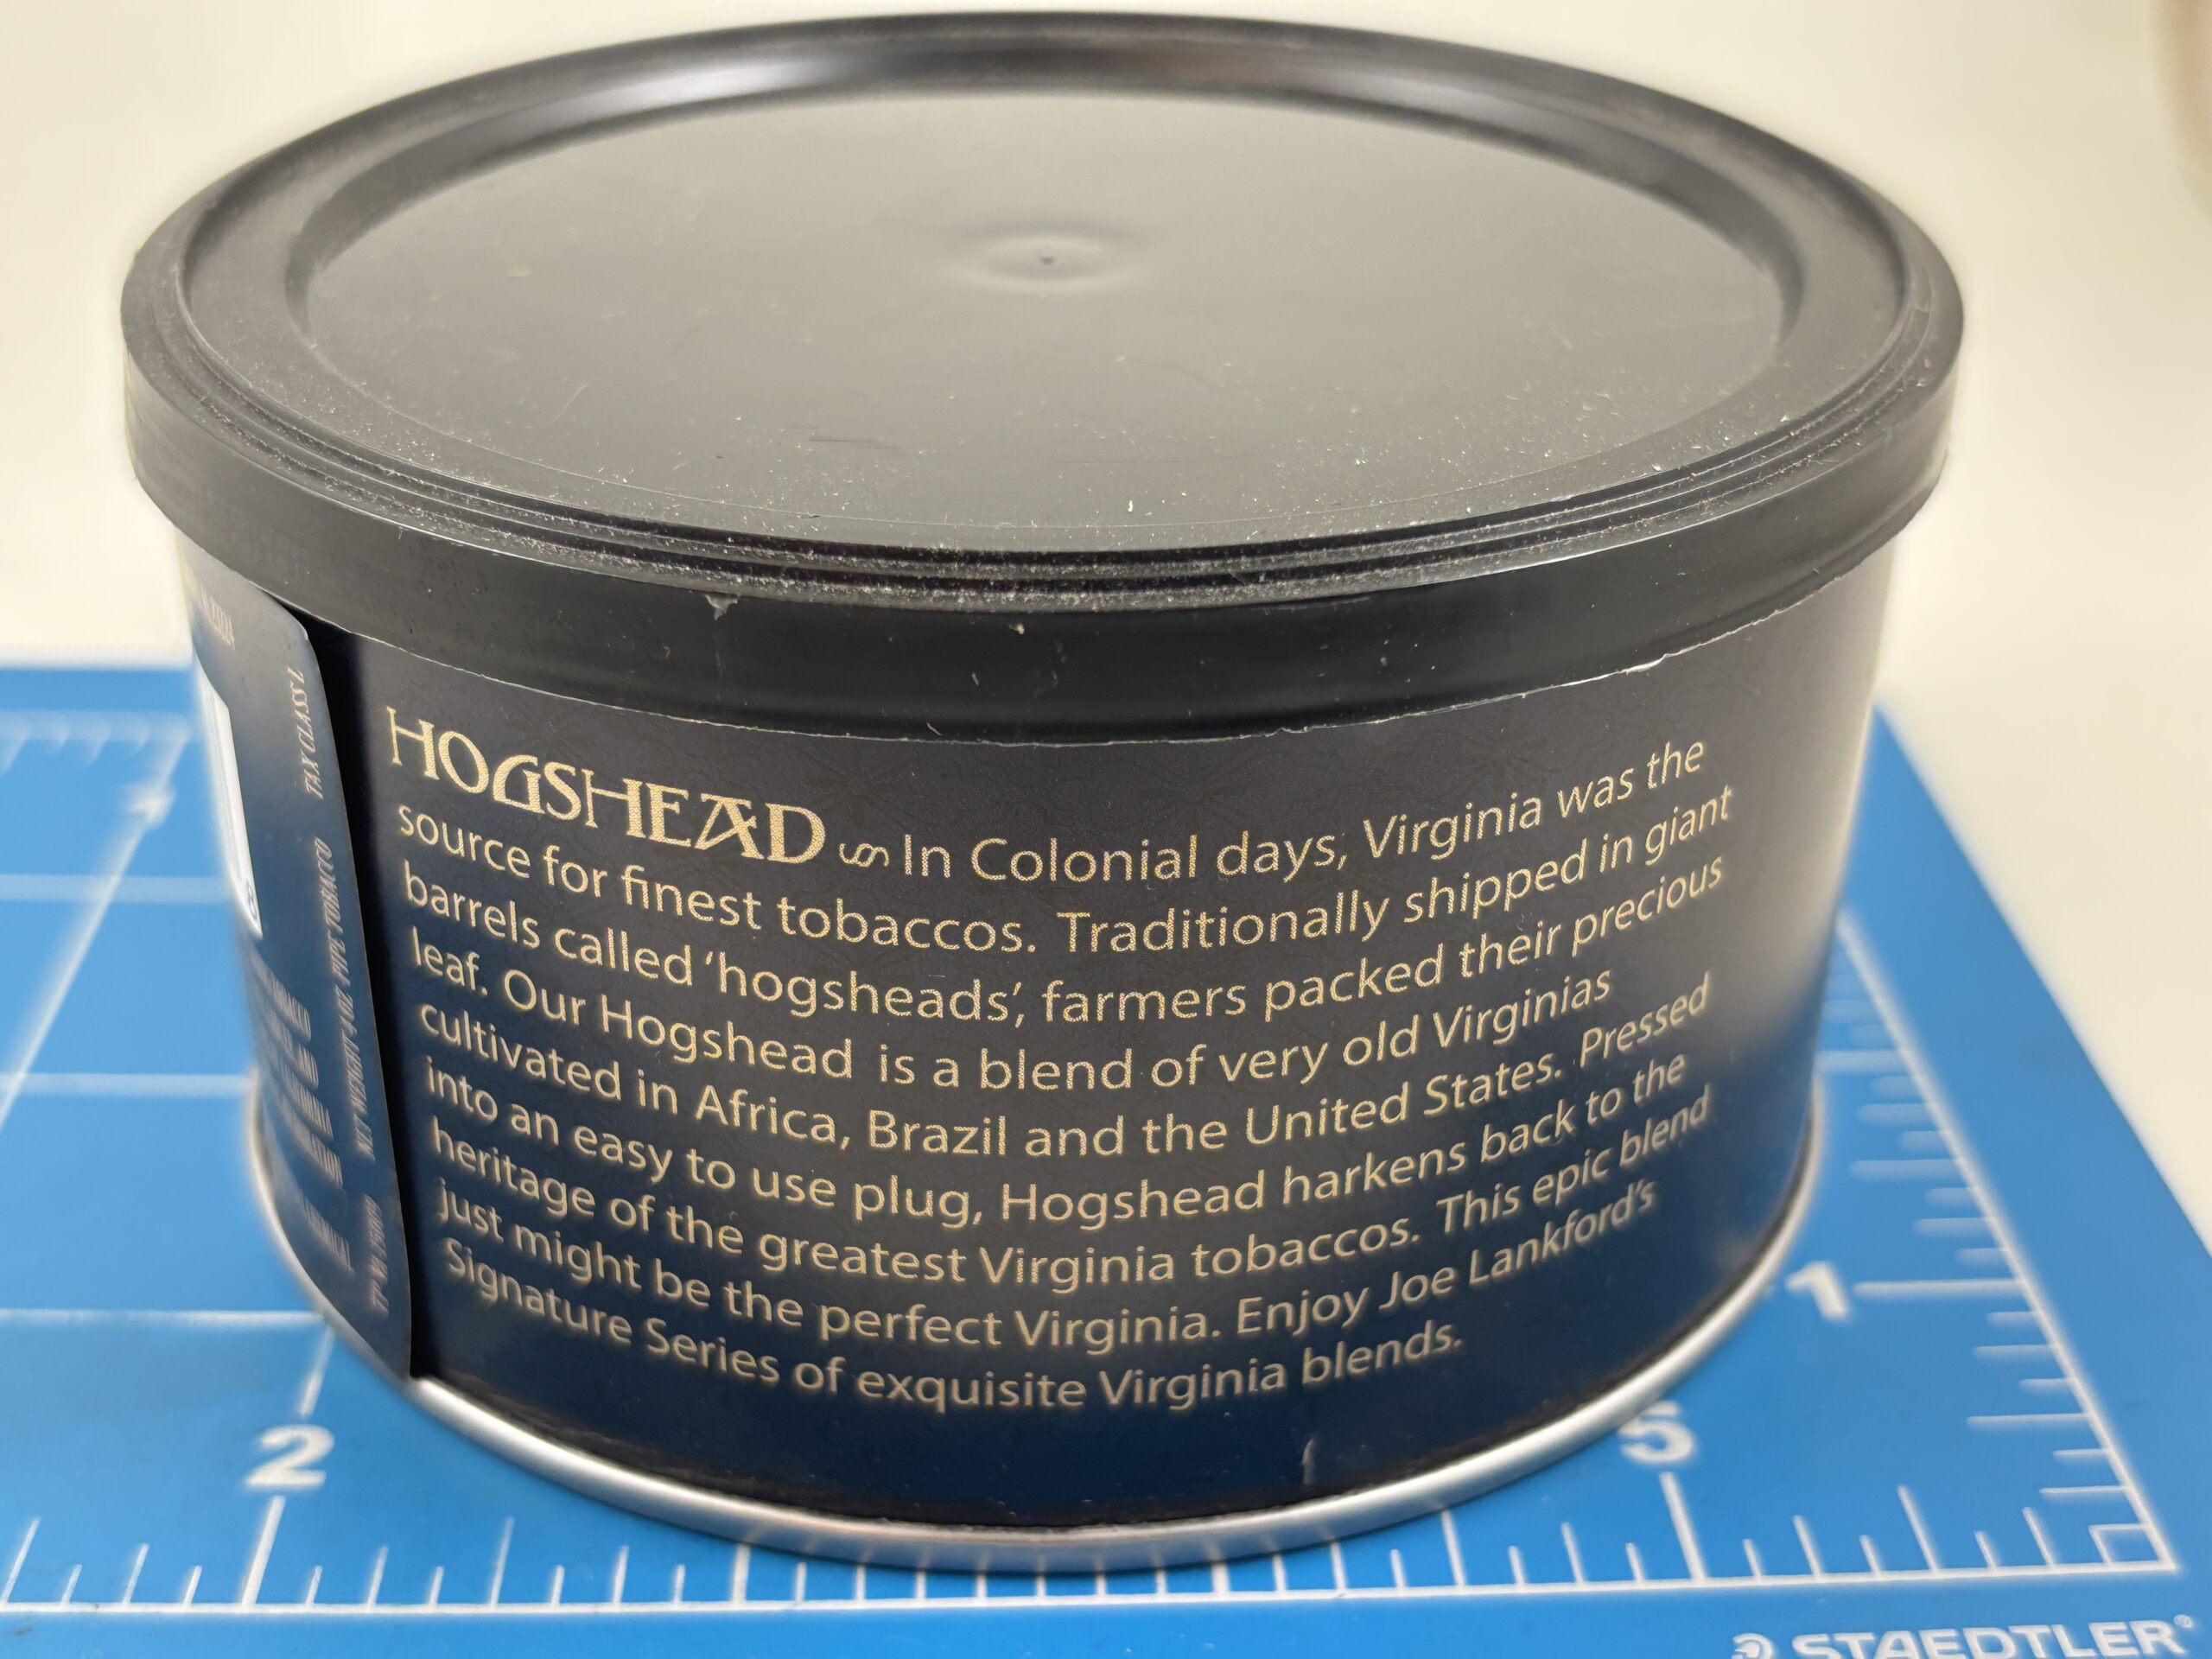 HOGSHEAD In Colonial days, Virginia was the
source for finest tobaccos. Traditionally shipped in giant
barrels called 'hogsheads', farmers packed their precious
leaf. Our Hogshead is a blend of very old Virginias
cultivated in Africa, Brazil and the United States. Pressed
into an easy to use plug, Hogshead harkens back to the
heritage of the greatest Virginia tobaccos. This epic blend
just might be the perfect Virginia. Enjoy Joe Lankford's
Signature Series of exquisite Virginia blends.
TAX CLASS L
NET WEIGHT 4 OZ. PIPE TOBACCO
2
5
1
STAEDTLER®